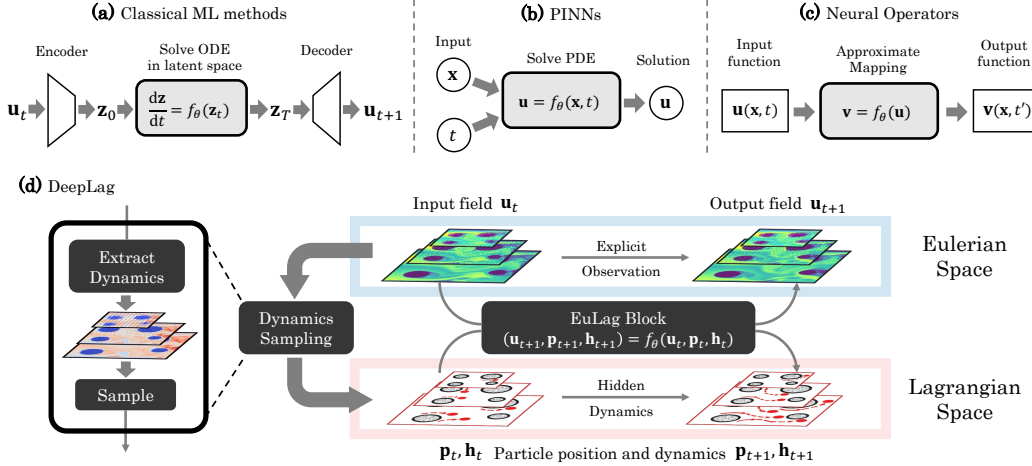 (a) Classical ML methods
Encoder
Solve ODE
in latent space
Decoder
u_t
z_0
dz/dt = f_θ(z_t)
z_T
u_{t+1}
(b) PINNs
Input
Solve PDE
Solution
x
t
u = f_θ(x, t)
u
(c) Neural Operators
Input
function
Approximate
Mapping
Output
function
u(x, t)
v = f_θ(u)
v(x, t′)
(d) DeepLag
Extract
Dynamics
Sample
Dynamics
Sampling
Input field u_t
Output field u_{t+1}
Explicit
Observation
Eulerian
Space
EuLag Block
(u_{t+1}, p_{t+1}, h_{t+1}) = f_θ(u_t, p_t, h_t)
Hidden
Dynamics
Lagrangian
Space
p_t, h_t Particle position and dynamics p_{t+1}, h_{t+1}